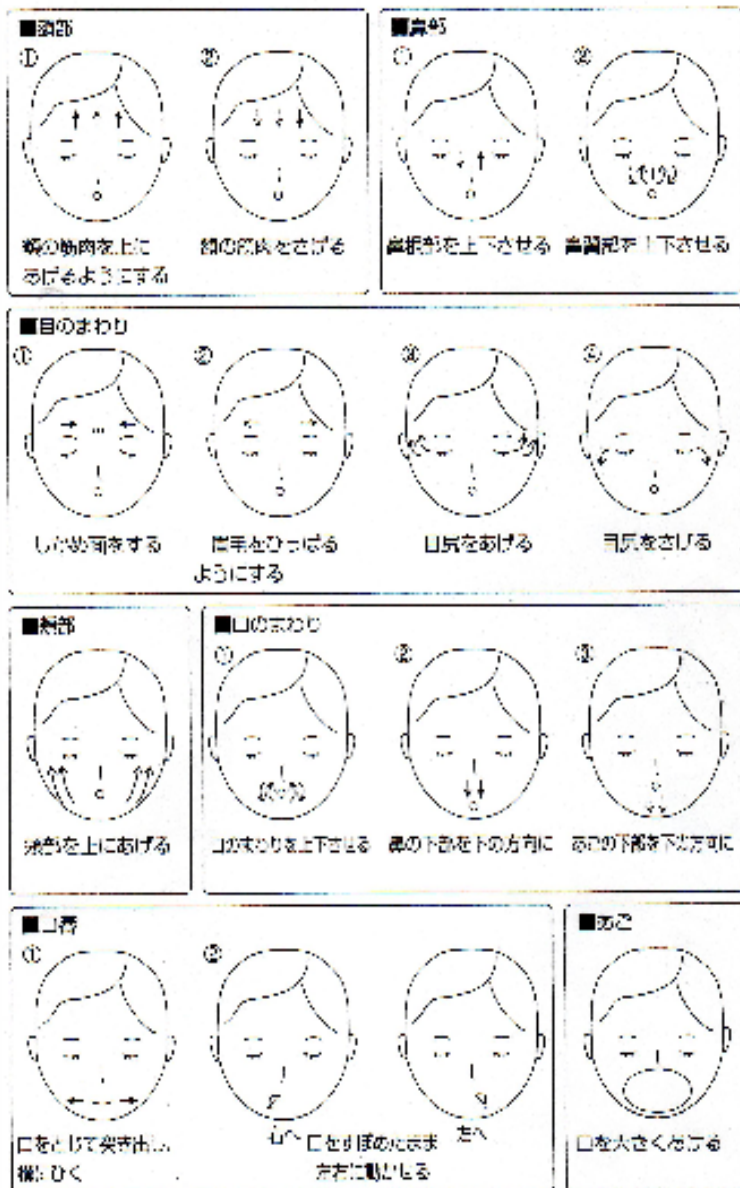 ■額部
① ②
額の筋肉を上に
あげるようにする
額の筋肉をさげる
■鼻部
① ②
鼻根部を上下させる
を上下させる
■目のまわり
① ② ③ ④
しかめ面をする
眉毛をひっぱる
ようにする
目尻をあげる
目尻をさげる
■頬部
頬部を上にあげる
■口のまわり
① ② ③
口のまわりを上下させる
鼻の下部を下の方向に
あごの下部を下の方向に
■口唇
① ②
口をとじて突き出し
横にひく
右へ
左へ
口をすぼめたまま
左右に動かせる
■あご
口を大きくあける